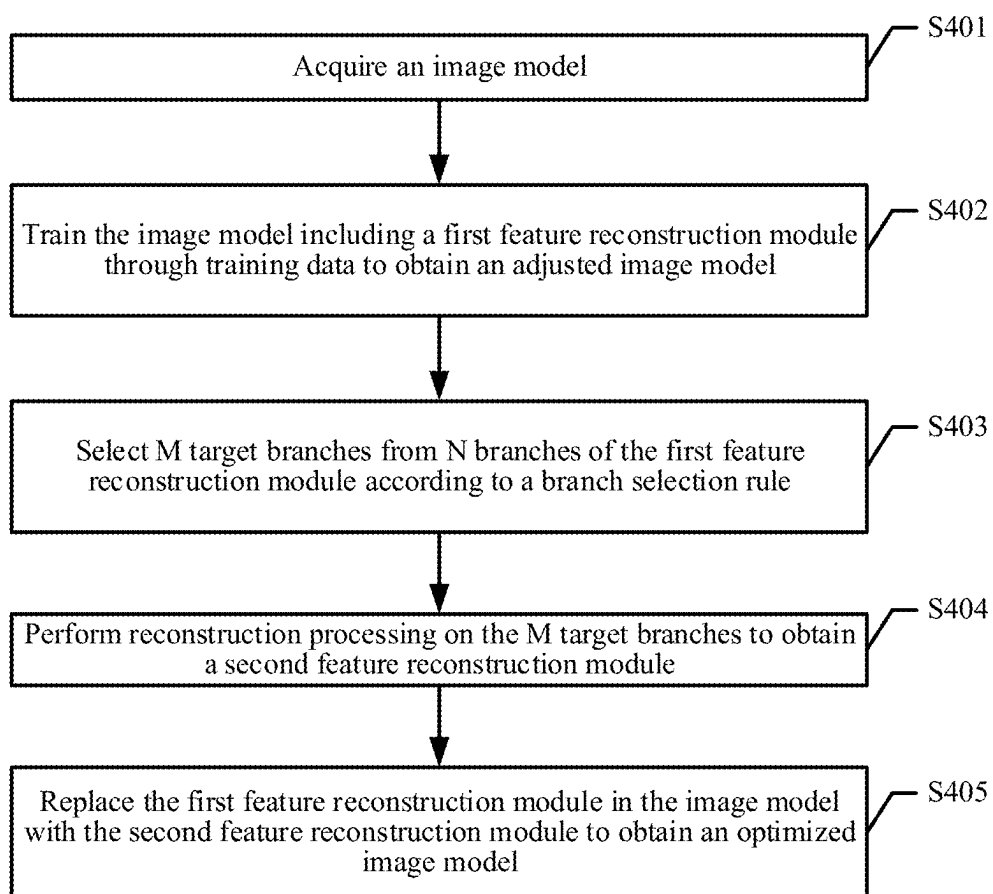 S401
Acquire an image model
S402
Train the image model including a first feature reconstruction module
through training data to obtain an adjusted image model
S403
Select M target branches from N branches of the first feature
reconstruction module according to a branch selection rule
S404
Perform reconstruction processing on the M target branches to obtain
a second feature reconstruction module
S405
Replace the first feature reconstruction module in the image model
with the second feature reconstruction module to obtain an optimized
image model